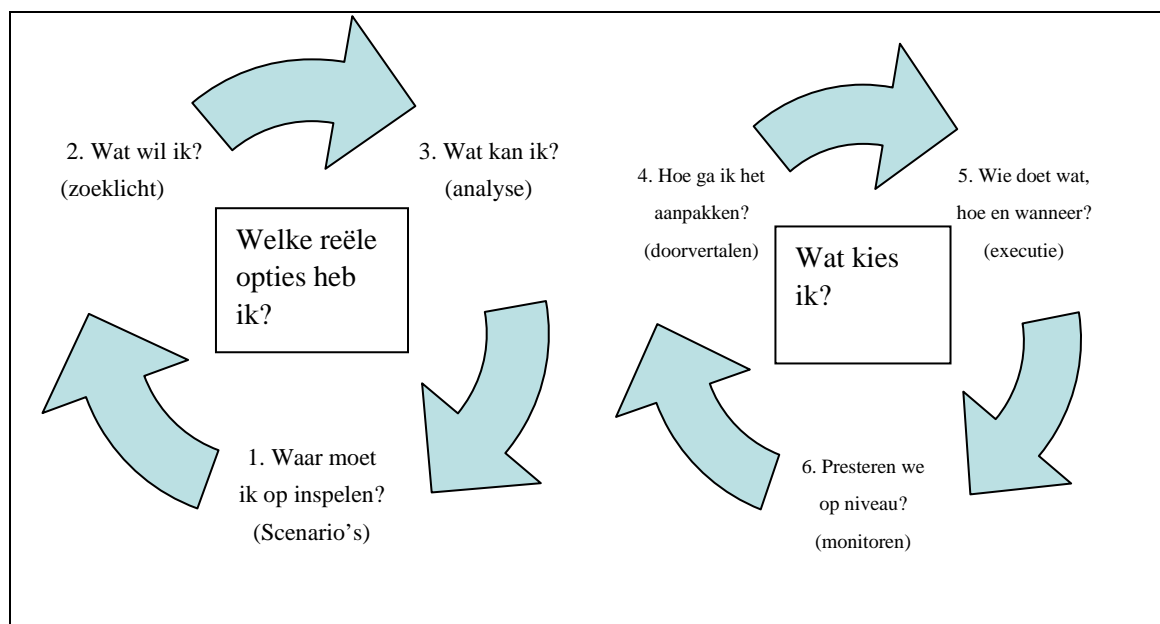 2. Wat wil ik?
(zoeklicht)
3. Wat kan ik?
(analyse)
Welke reële
opties heb
ik?
1. Waar moet
ik op inspelen?
(Scenario's)
4. Hoe ga ik het
aanpakken?
(doorvertalen)
5. Wie doet wat,
hoe en wanneer?
(executie)
Wat kies
ik?
6. Presteren we
op niveau?
(monitoren)